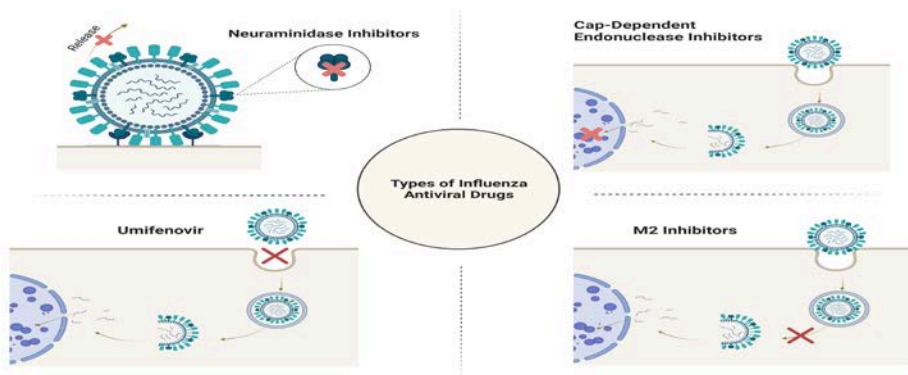 Release
Neuraminidase Inhibitors
Cap-Dependent
Endonuclease Inhibitors
Types of Influenza
Antiviral Drugs
Umifenovir
M2 Inhibitors